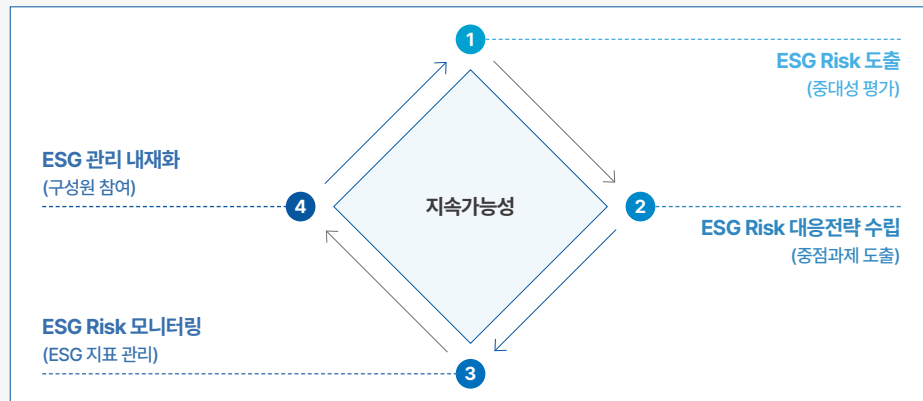 1
ESG Risk 도출
(중대성 평가)
ESG 관리 내재화
(구성원 참여)
4
지속가능성
2
ESG Risk 대응전략 수립
(중점과제 도출)
ESG Risk 모니터링
(ESG 지표 관리)
3